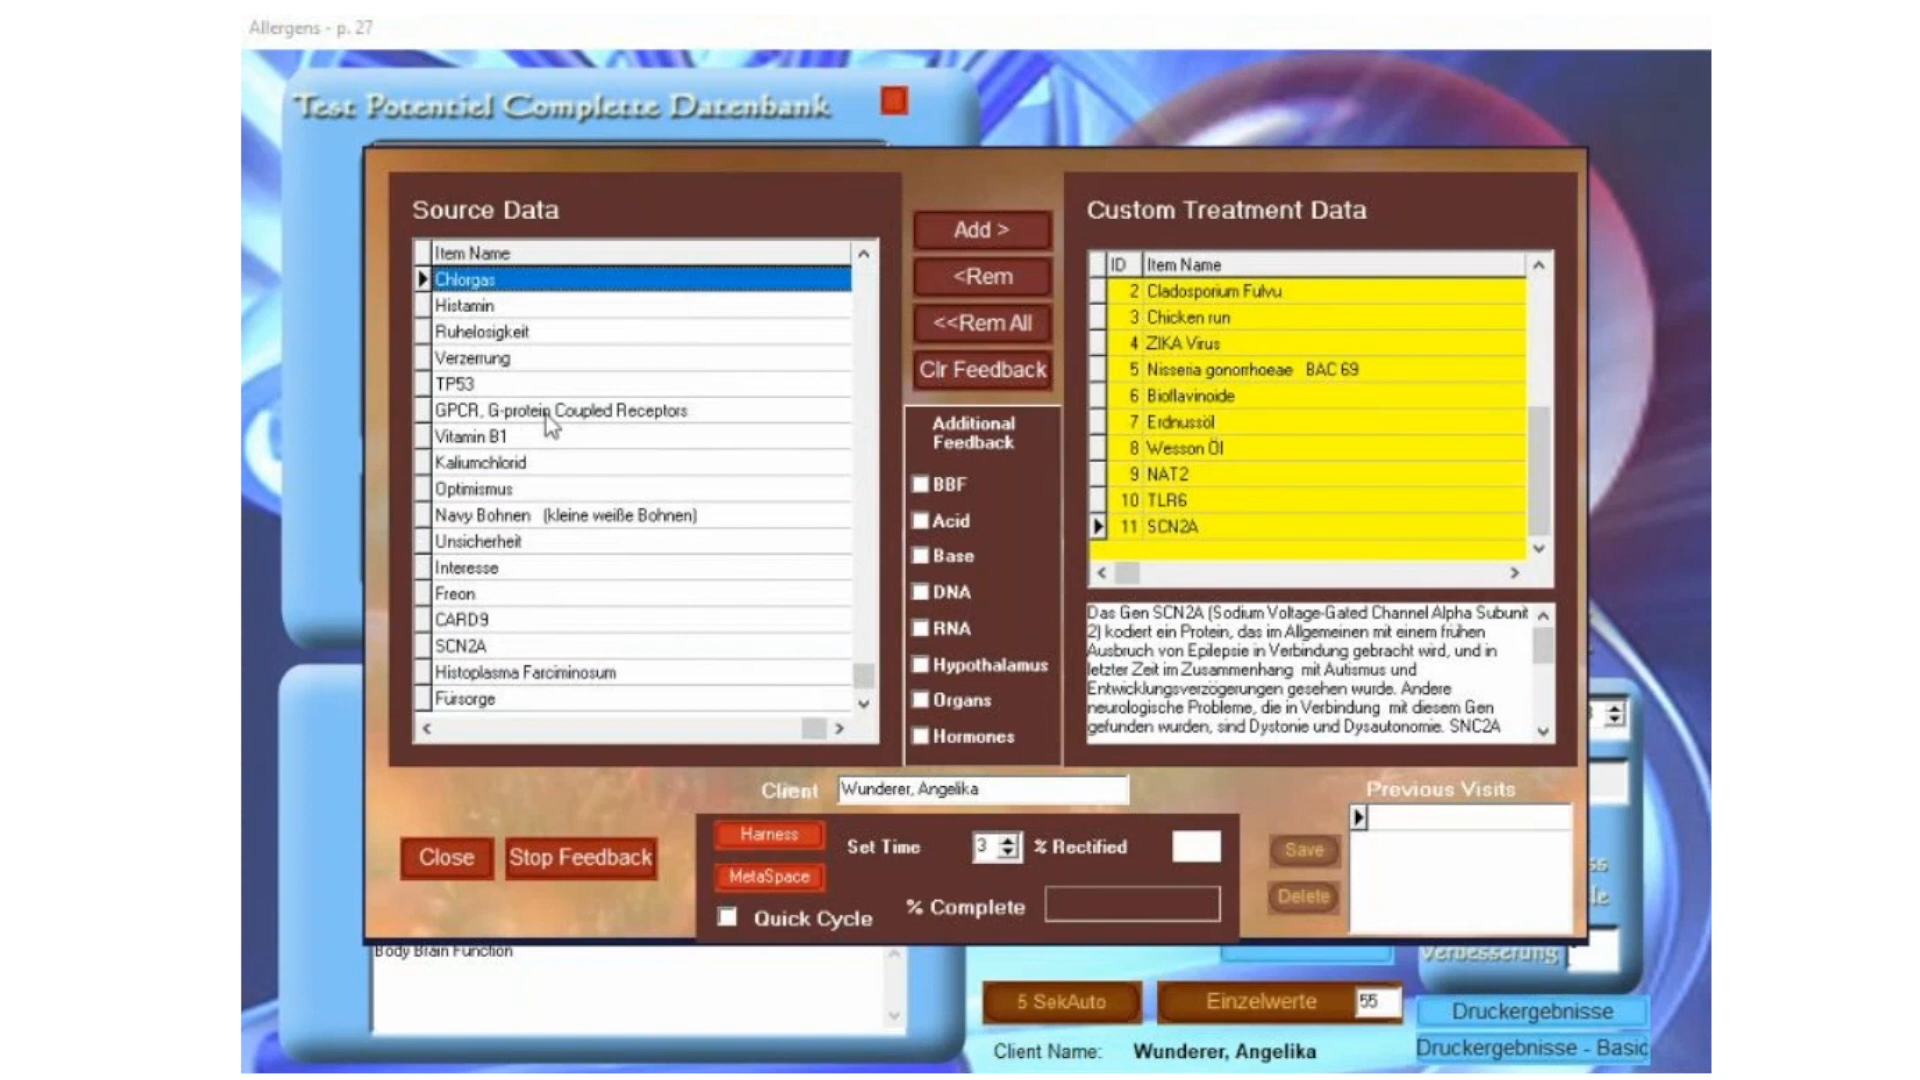 Allergens - p. 27
Test Potentiel Complette Datenbank
Source Data
Item Name
Chlorgas
Histamin
Ruhelosigkeit
Verzerrung
TP53
GPCR, G-protein Coupled Receptors
Vitamin B1
Kaliumchlorid
Optimismus
Navy Bohnen (kleine weiße Bohnen)
Unsicherheit
Interesse
Freon
CARD9
SCN2A
Histoplasma Farciminosum
Fürsorge
Add >
<Rem
<<Rem All
Clr Feedback
Additional
Feedback
BBF
Acid
Base
DNA
RNA
Hypothalamus
Organs
Hormones
Custom Treatment Data
ID Item Name
2 Cladosporium Fulvu
3 Chicken run
4 ZIKA Virus
5 Nisseria gonorrhoeae BAC 69
6 Bioflavinoide
7 Erdnussöl
8 Wesson Öl
9 NAT2
10 TLR6
11 SCN2A
Das Gen SCN2A (Sodium Voltage-Gated Channel Alpha Subunit
2) kodiert ein Protein, das im Allgemeinen mit einem frühen
Ausbruch von Epilepsie in Verbindung gebracht wird, und in
letzter Zeit im Zusammenhang mit Autismus und
Entwicklungsverzögerungen gesehen wurde. Andere
neurologische Probleme, die in Verbindung mit diesem Gen
gefunden wurden, sind Dystonie und Dysautonomie. SNC2A
Client Wunderer, Angelika
Previous Visits
Close
Stop Feedback
Harness
MetaSpace
Quick Cycle
Set Time 3 % Rectified
% Complete
Save
Delete
Body Brain Function
Verbesserung
5 SekAuto
Einzelwerte 55
Druckergebnisse
Client Name: Wunderer, Angelika
Druckergebnisse - Basic